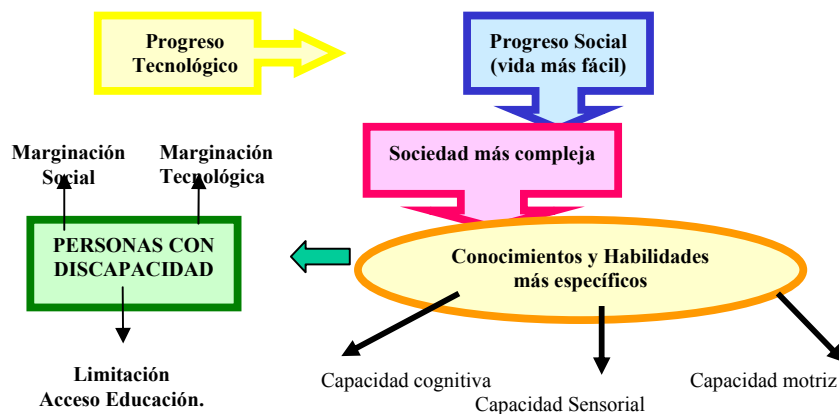 Progreso
Tecnológico
Progreso Social
(vida más fácil)
Sociedad más compleja
Marginación
Social
Marginación
Tecnológica
PERSONAS CON
DISCAPACIDAD
Conocimientos y Habilidades
más específicos
Limitación
Acceso Educación.
Capacidad cognitiva
Capacidad Sensorial
Capacidad motriz